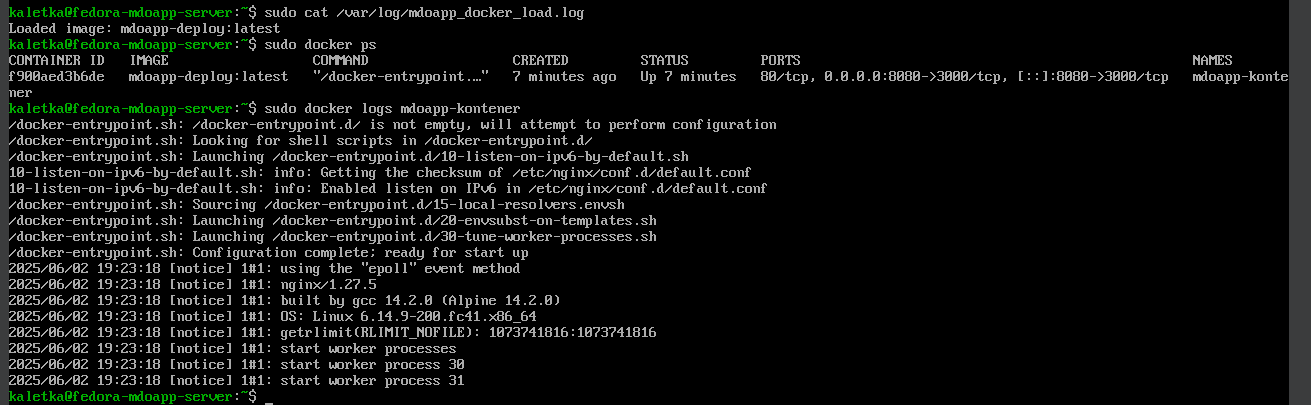 kaletka@fedora-mdoapp-server:~$ sudo cat /var/log/mdoapp_docker_load.log
Loaded image: mdoapp-deploy:latest
kaletka@fedora-mdoapp-server:~$ sudo docker ps
CONTAINER ID   IMAGE                  COMMAND                  CREATED         STATUS         PORTS                                                 NAMES
f900aed3b6de   mdoapp-deploy:latest   "/docker-entrypoint.…"   7 minutes ago   Up 7 minutes   80/tcp, 0.0.0.0:8080->3000/tcp, [::]:8080->3000/tcp   mdoapp-konte
ner
kaletka@fedora-mdoapp-server:~$ sudo docker logs mdoapp-kontener
/docker-entrypoint.sh: /docker-entrypoint.d/ is not empty, will attempt to perform configuration
/docker-entrypoint.sh: Looking for shell scripts in /docker-entrypoint.d/
/docker-entrypoint.sh: Launching /docker-entrypoint.d/10-listen-on-ipv6-by-default.sh
10-listen-on-ipv6-by-default.sh: info: Getting the checksum of /etc/nginx/conf.d/default.conf
10-listen-on-ipv6-by-default.sh: info: Enabled listen on IPv6 in /etc/nginx/conf.d/default.conf
/docker-entrypoint.sh: Sourcing /docker-entrypoint.d/15-local-resolvers.envsh
/docker-entrypoint.sh: Launching /docker-entrypoint.d/20-envsubst-on-templates.sh
/docker-entrypoint.sh: Launching /docker-entrypoint.d/30-tune-worker-processes.sh
/docker-entrypoint.sh: Configuration complete; ready for start up
2025/06/02 19:23:18 [notice] 1#1: using the "epoll" event method
2025/06/02 19:23:18 [notice] 1#1: nginx/1.27.5
2025/06/02 19:23:18 [notice] 1#1: built by gcc 14.2.0 (Alpine 14.2.0)
2025/06/02 19:23:18 [notice] 1#1: OS: Linux 6.14.9-200.fc41.x86_64
2025/06/02 19:23:18 [notice] 1#1: getrlimit(RLIMIT_NOFILE): 1073741816:1073741816
2025/06/02 19:23:18 [notice] 1#1: start worker processes
2025/06/02 19:23:18 [notice] 1#1: start worker process 30
2025/06/02 19:23:18 [notice] 1#1: start worker process 31
kaletka@fedora-mdoapp-server:~$ _